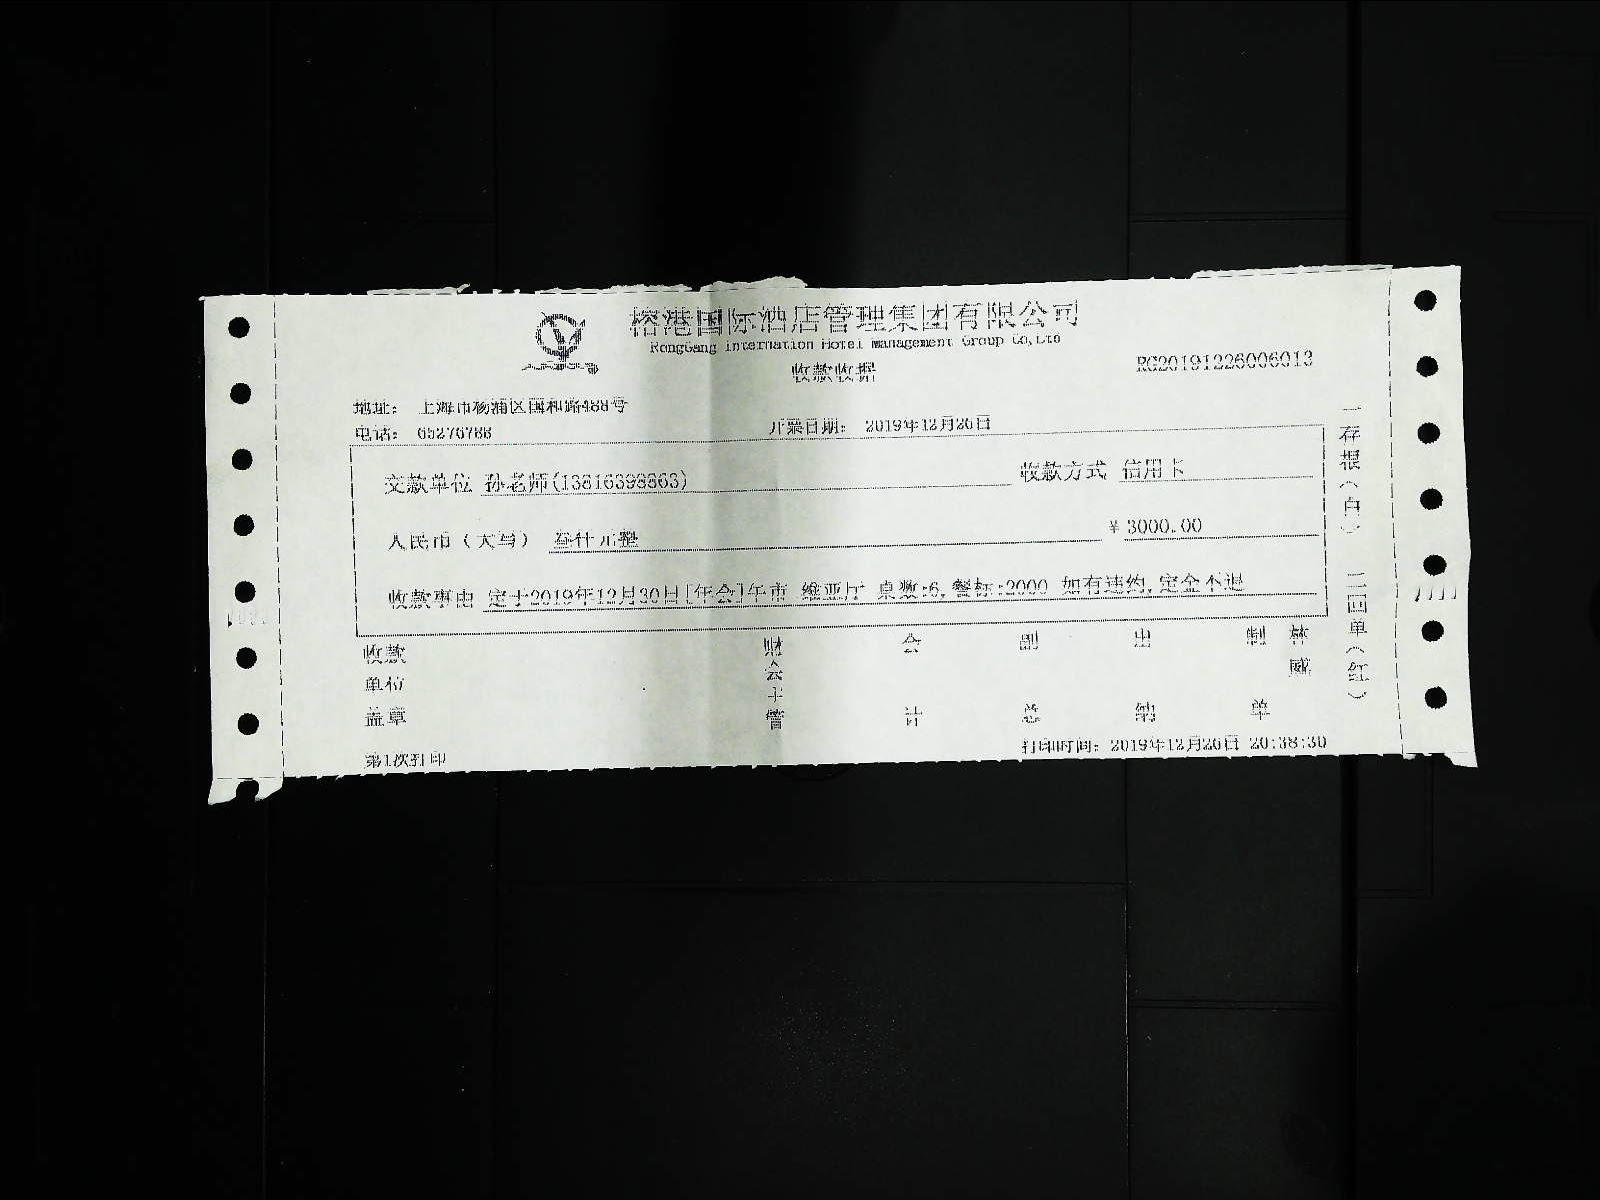 榕港国际酒店管理集团有限公司
RongGang Internation Hotel Management Group Co,Ltd
收款收据
RG20191226006013
地址： 上海市杨浦区国和路488号
电话： 65276788
开票日期： 2019年12月26日
交款单位 孙老师(13816398863)
收款方式 信用卡
人民币（大写） 叁仟元整
¥ 3000.00
收款事由 定于2019年12月30日[年会]午市 维亚厅 桌数:6,餐标:2000 如有违约,定金不退
收款单位盖章
财会主管
会计
副总
出纳
制单
第1次打印
打印时间：2019年12月26日 20:38:30
一存根（白） 二回单（红）